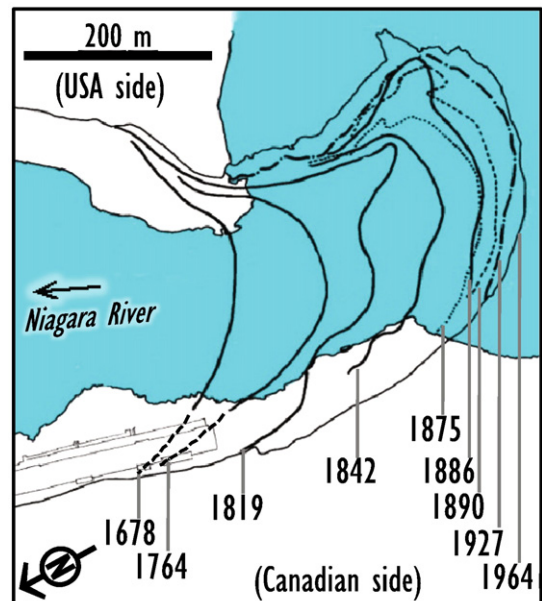 200 m
(USA side)
Niagara River
1678
1764
1819
1842
1875
1886
1890
1927
1964
N
(Canadian side)